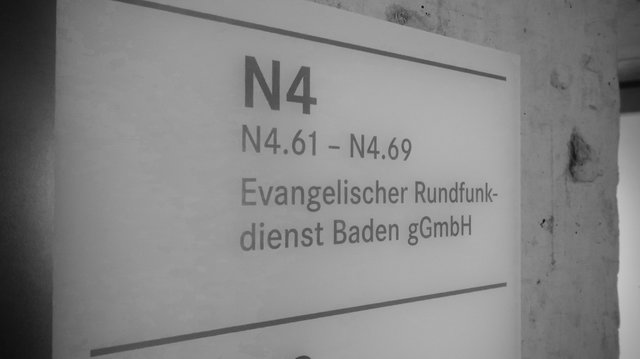 N4
N4.61 – N4.69
Evangelischer Rundfunk-
dienst Baden gGmbH